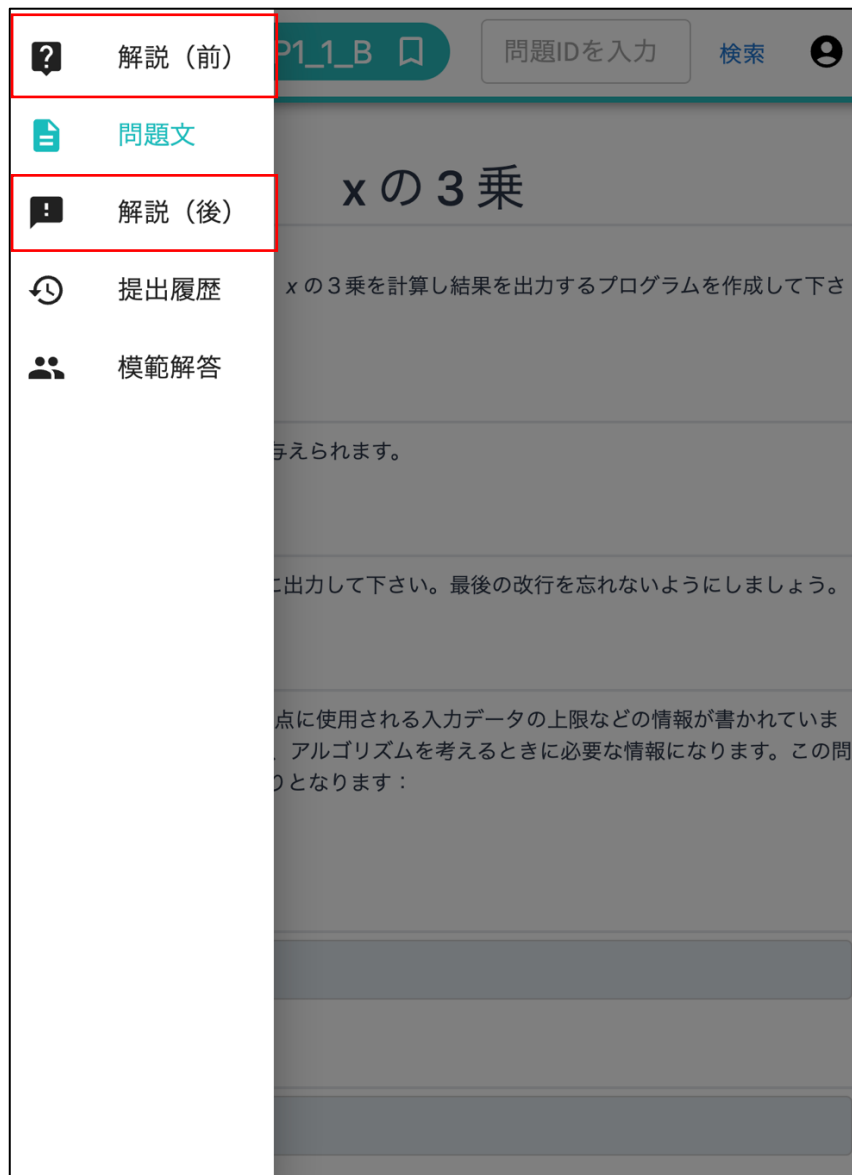 解説（前）
P1_1_B
問題IDを入力
検索
問題文
x の 3 乗
解説（後）
提出履歴
x の 3 乗を計算し結果を出力するプログラムを作成して下さ
模範解答
与えられます。
に出力して下さい。最後の改行を忘れないようにしましょう。
点に使用される入力データの上限などの情報が書かれていま
、アルゴリズムを考えるときに必要な情報になります。この問
りとなります：